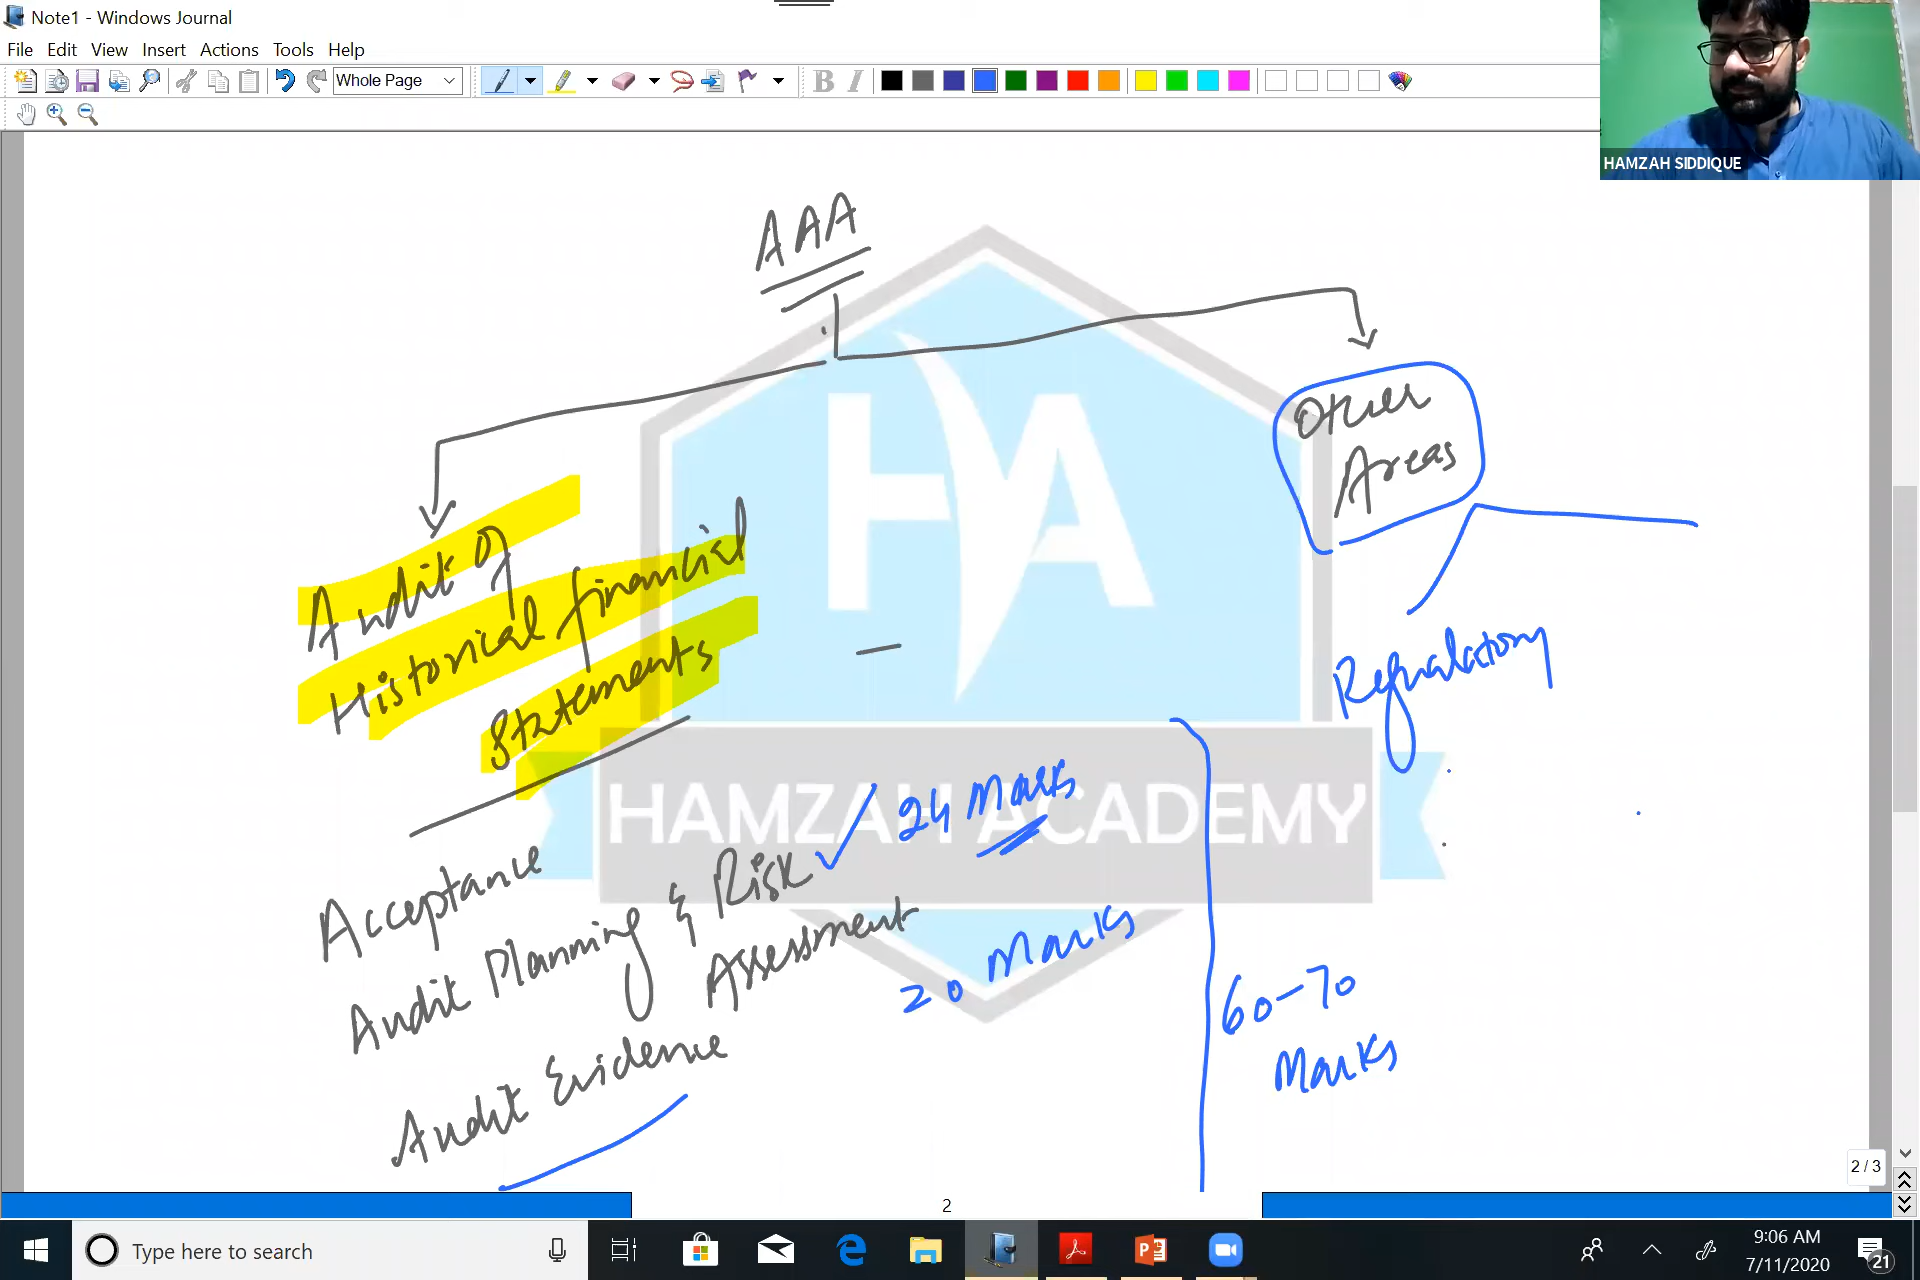 Note1 - Windows Journal
File Edit View Insert Actions Tools Help
Whole Page
B I
HAMZAH SIDDIQUE
AAA
Other
Areas
Audit of
Historical financial
Statements
Regulatory
HA
HAMZAH ACADEMY
24 Marks
Acceptance
Audit Planning & Risk
Assessment
20 Marks
60-70
Marks
Audit Evidence
2 / 3
2
Type here to search
9:06 AM
7/11/2020
21